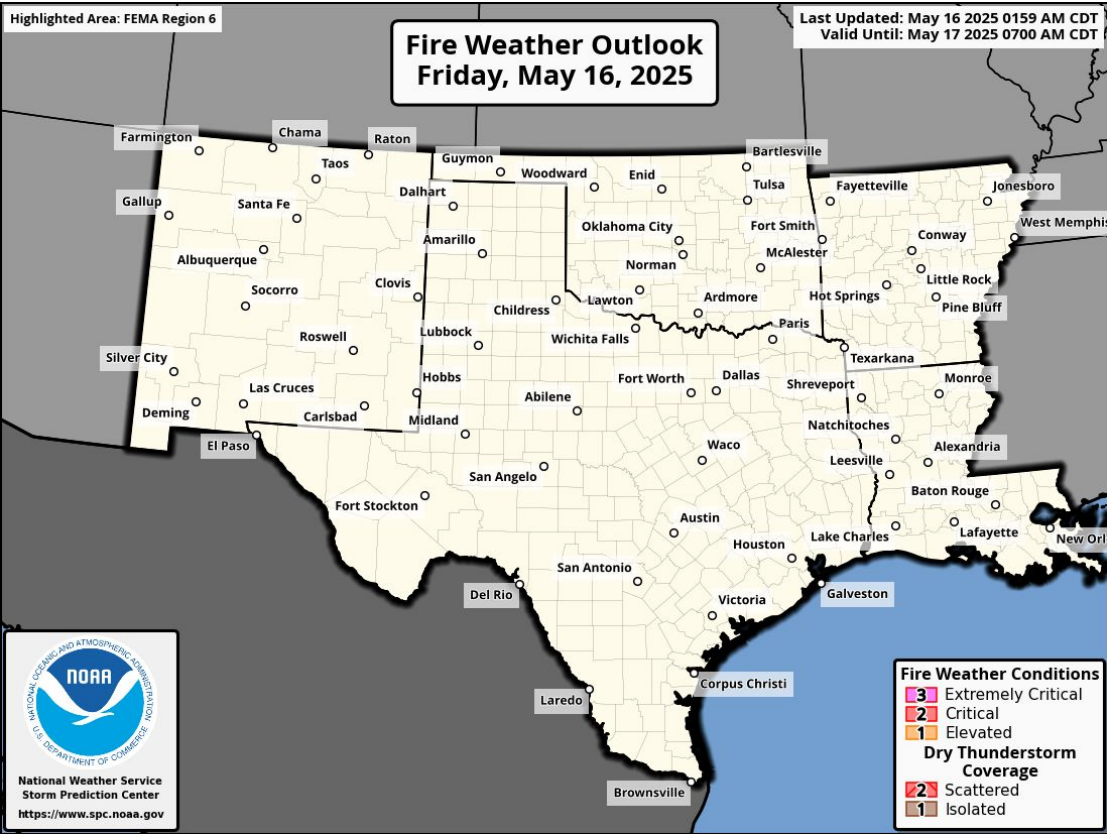 Highlighted Area: FEMA Region 6
Fire Weather Outlook
Friday, May 16, 2025
Last Updated: May 16 2025 0159 AM CDT
Valid Until: May 17 2025 0700 AM CDT
Farmington
Chama
Raton
Taos
Guymon
Woodward
Enid
Bartlesville
Tulsa
Fayetteville
Jonesboro
Gallup
Santa Fe
Dalhart
Oklahoma City
Fort Smith
West Memphis
Albuquerque
Amarillo
Norman
McAlester
Conway
Socorro
Clovis
Childress
Lawton
Ardmore
Hot Springs
Little Rock
Pine Bluff
Roswell
Lubbock
Wichita Falls
Paris
Texarkana
Silver City
Las Cruces
Hobbs
Fort Worth
Dallas
Shreveport
Monroe
Deming
Carlsbad
Midland
Abilene
Natchitoches
El Paso
Waco
Leesville
Alexandria
San Angelo
Fort Stockton
Baton Rouge
Austin
Houston
Lake Charles
Lafayette
New Orl
San Antonio
Del Rio
Victoria
Galveston
Laredo
Corpus Christi
Brownsville
NATIONAL OCEANIC AND ATMOSPHERIC ADMINISTRATION
NOAA
U.S. DEPARTMENT OF COMMERCE
National Weather Service
Storm Prediction Center
https://www.spc.noaa.gov
Fire Weather Conditions
3 Extremely Critical
2 Critical
1 Elevated
Dry Thunderstorm
Coverage
2 Scattered
1 Isolated